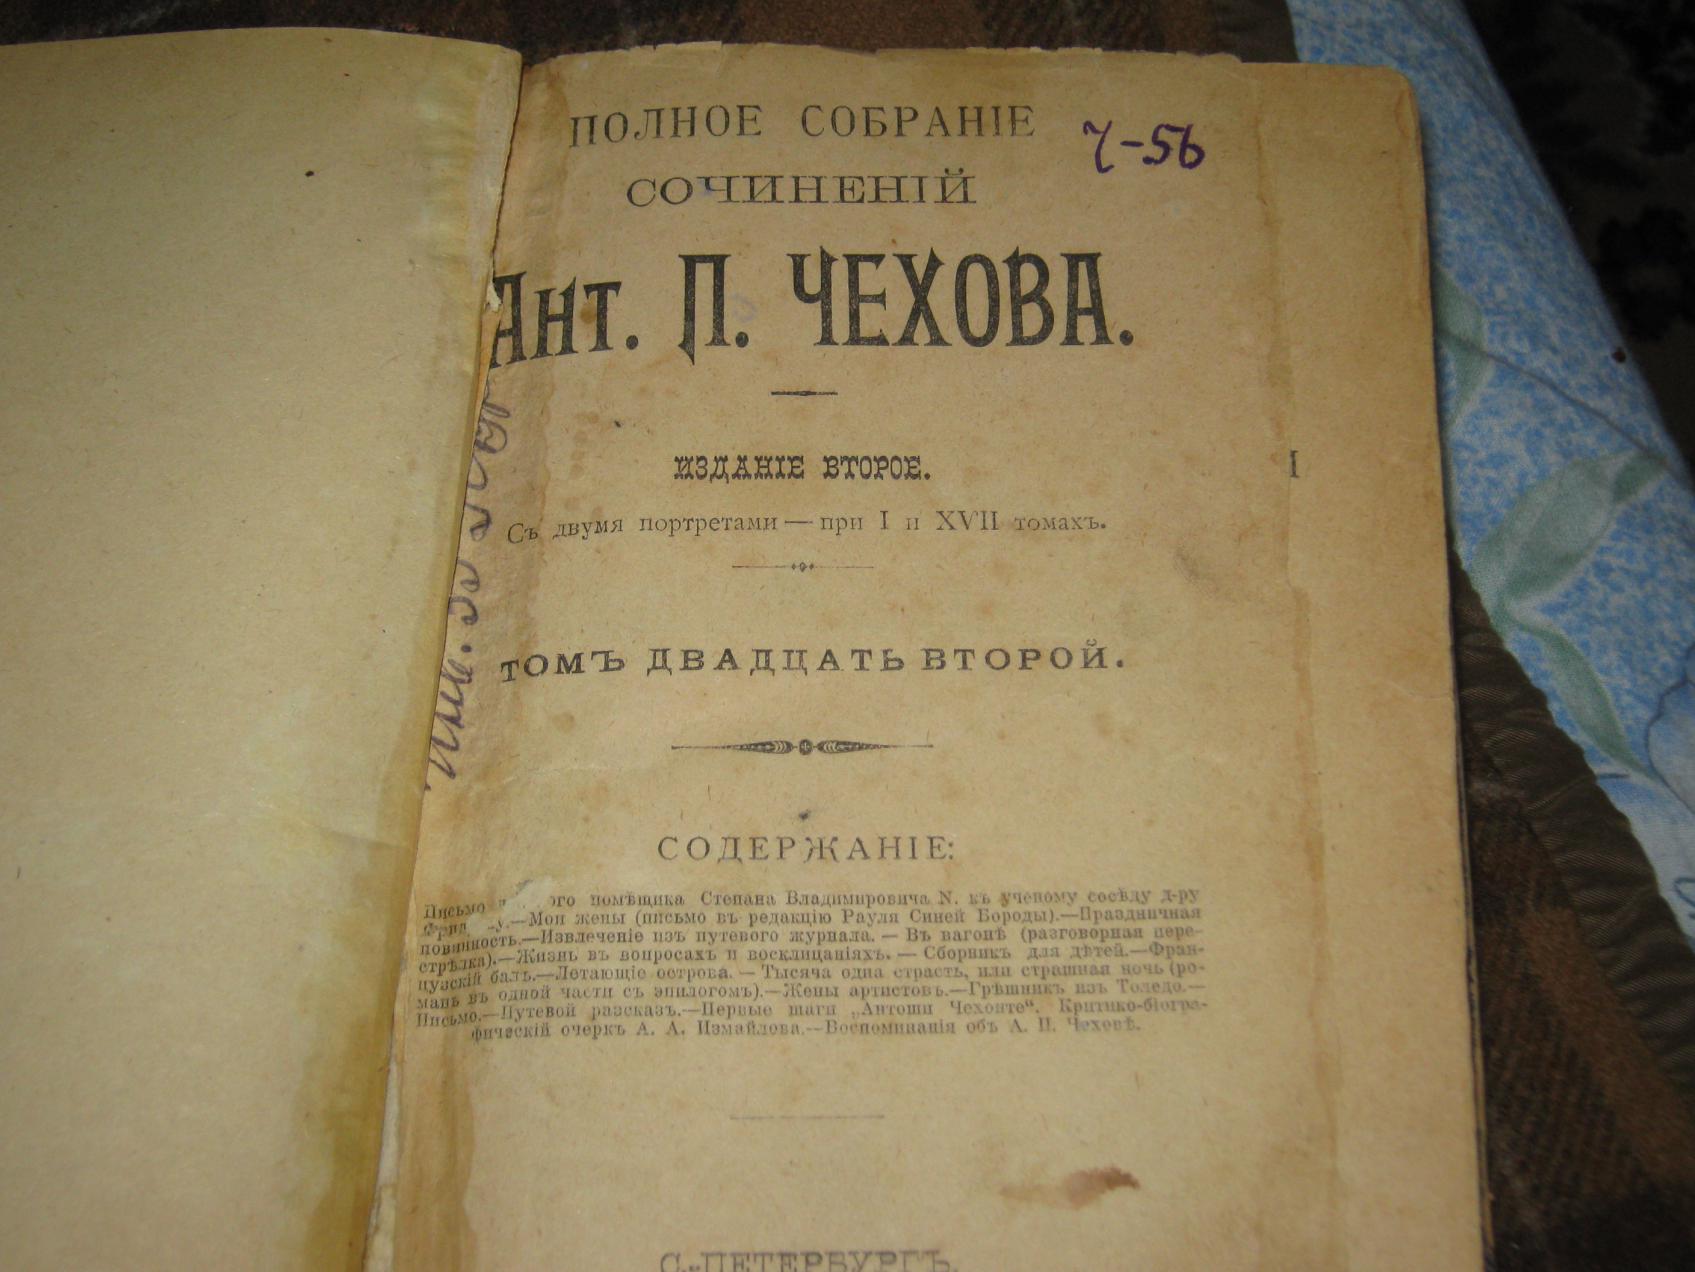 ПОЛНОЕ СОБРАНІЕ
Ч-56
СОЧИНЕНІЙ
Ант. П. ЧЕХОВА.
ИЗДАНІЕ ВТОРОЕ.
Съ двумя портретами — при I и XVII томахъ.
ТОМЪ ДВАДЦАТЬ ВТОРОЙ.
СОДЕРЖАНІЕ:
Письмо помѣщика Степана Владимировича N. къ ученому сосѣду д-ру
—Мои жены (письмо въ редакцію Рауля Синей Бороды).—Праздничная
повинность.—Извлеченіе изъ путевого журнала. — Въ вагонѣ (разговорная пере-
стрѣлка).—Жизнь въ вопросахъ и восклицаніяхъ. — Сборникъ для дѣтей.—Фран-
цузскій балъ.—Летающіе острова. — Тысяча одна страсть, или страшная ночь (ро-
манъ въ одной части съ эпилогомъ).—Жены артистовъ.—Грѣшникъ изъ Толедо.—
Письмо.—Путевой разсказъ.—Первые шаги „Антоши Чехонте“. Критико-біогра-
фическій очеркъ А. А. Измайлова.—Воспоминанія объ А. П. Чеховѣ.
С.-ПЕТЕРБУРГЪ.